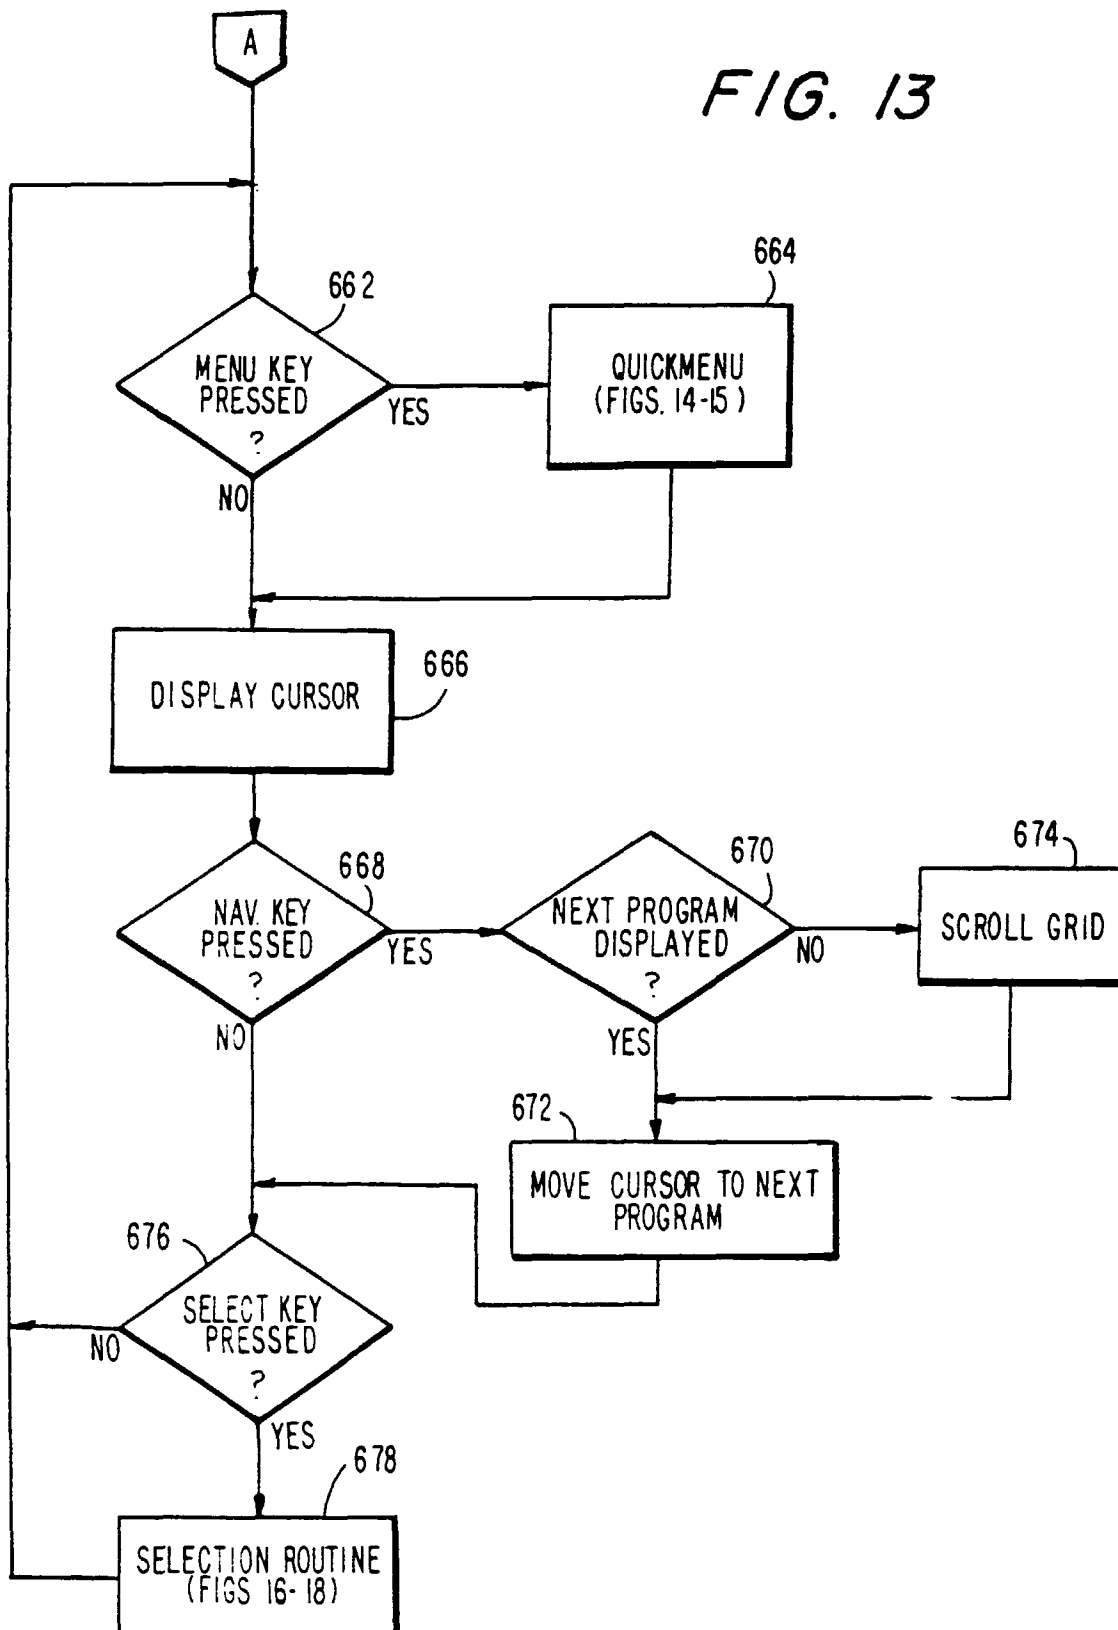 A
FIG. 13
662
664
MENU KEY
PRESSED
?
YES
NO
QUICKMENU
(FIGS. 14-15)
DISPLAY CURSOR
666
668
NAV. KEY
PRESSED
?
YES
NO
670
NEXT PROGRAM
DISPLAYED
?
NO
YES
674
SCROLL GRID
672
MOVE CURSOR TO NEXT
PROGRAM
676
SELECT KEY
PRESSED
?
NO
YES
678
SELECTION ROUTINE
(FIGS 16-18)